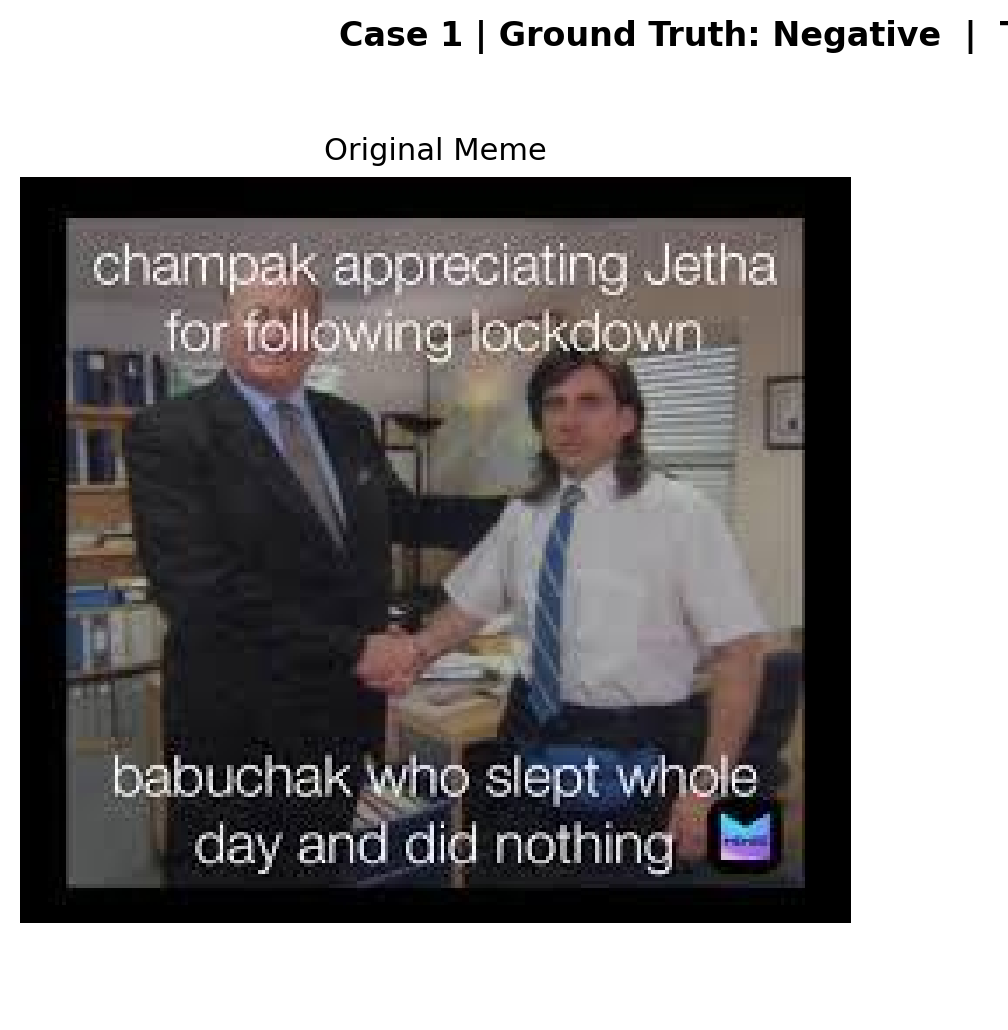 Case 1 | Ground Truth: Negative |
Original Meme
champak appreciating Jetha
for following lockdown
babuchak who slept whole
day and did nothing